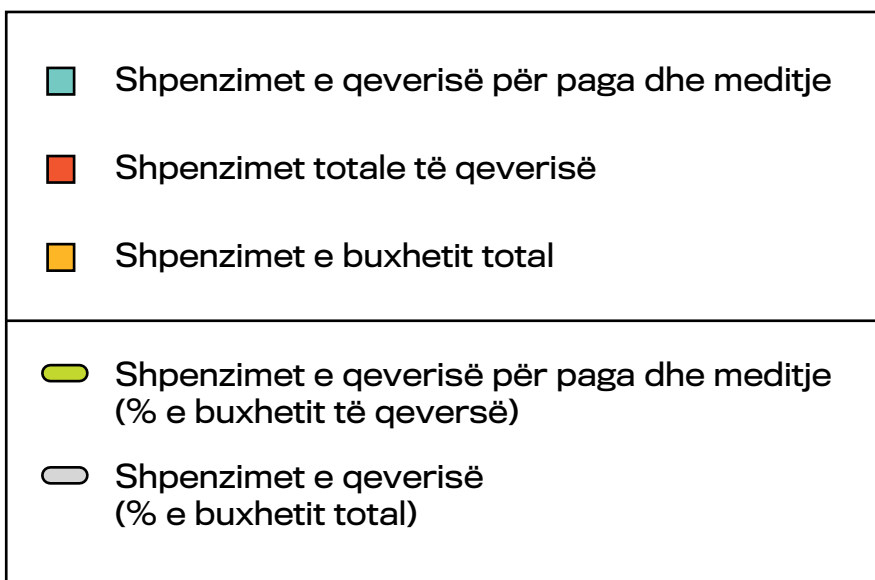 Shpenzimet e qeverisë për paga dhe meditje
Shpenzimet totale të qeverisë
Shpenzimet e buxhetit total
Shpenzimet e qeverisë për paga dhe meditje
(% e buxhetit të qeversë)
Shpenzimet e qeverisë
(% e buxhetit total)